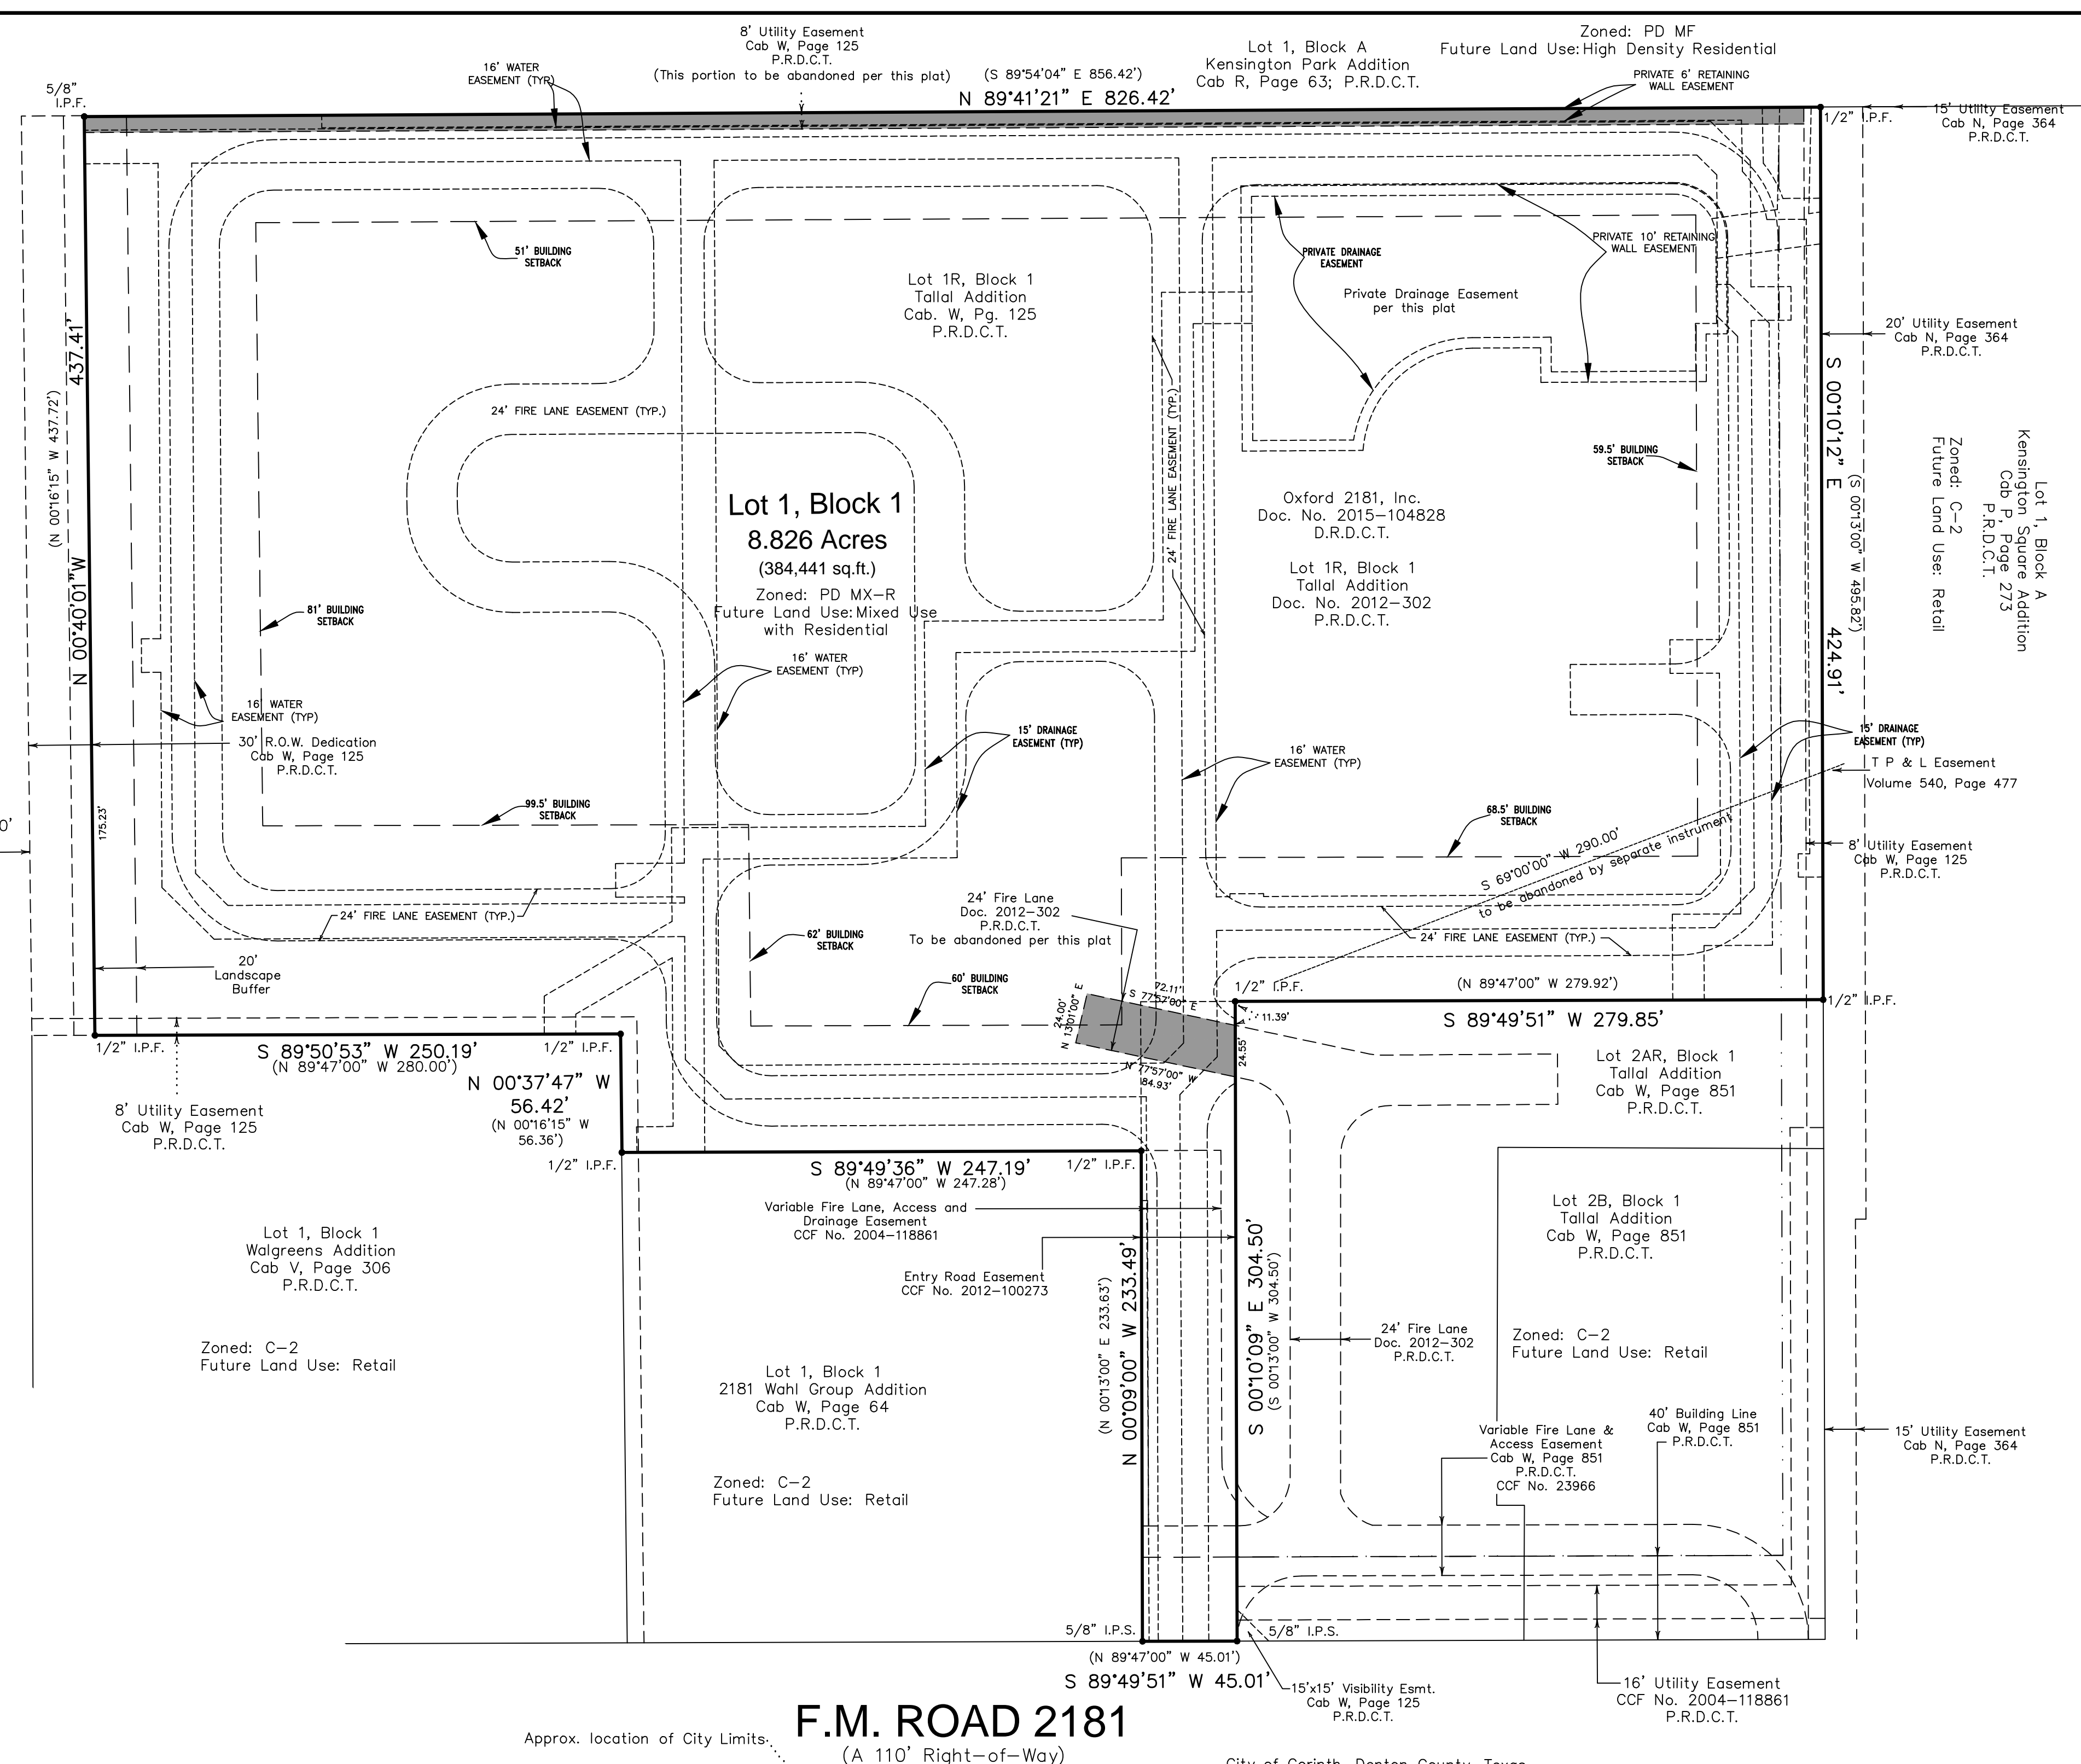 8' Utility Easement
Cab W, Page 125
P.R.D.C.T.
(This portion to be abandoned per this plat)
16' WATER
EASEMENT (TYP)
(S 89°54'04" E 856.42')
N 89°41'21" E 826.42'
Lot 1, Block A
Kensington Park Addition
Cab R, Page 63; P.R.D.C.T.
Zoned: PD MF
Future Land Use: High Density Residential
PRIVATE 6' RETAINING
WALL EASEMENT
5/8"
I.P.F.
1/2" I.P.F.
15' Utility Easement
Cab N, Page 364
P.R.D.C.T.
51' BUILDING
SETBACK
Lot 1R, Block 1
Tallal Addition
Cab. W, Pg. 125
P.R.D.C.T.
PRIVATE DRAINAGE
EASEMENT
PRIVATE 10' RETAINING
WALL EASEMENT
Private Drainage Easement
per this plat
20' Utility Easement
Cab N, Page 364
P.R.D.C.T.
437.41'
(N 00°16'15" W 437.72')
N 00°40'01"W
24' FIRE LANE EASEMENT (TYP.)
24' FIRE LANE EASEMENT (TYP.)
59.5' BUILDING
SETBACK
S 00°10'12" E
424.91'
(S 00°13'00" W 495.82')
Zoned: C-2
Future Land Use: Retail
Lot 1, Block A
Kensington Square Addition
Cab P, Page 273
P.R.D.C.T.
Lot 1, Block 1
8.826 Acres
(384,441 sq.ft.)
Zoned: PD MX-R
Future Land Use: Mixed Use
with Residential
Oxford 2181, Inc.
Doc. No. 2015-104828
D.R.D.C.T.
Lot 1R, Block 1
Tallal Addition
Doc. No. 2012-302
P.R.D.C.T.
81' BUILDING
SETBACK
16' WATER
EASEMENT (TYP)
16' WATER
EASEMENT (TYP)
30' R.O.W. Dedication
Cab W, Page 125
P.R.D.C.T.
15' DRAINAGE
EASEMENT (TYP)
16' WATER
EASEMENT (TYP)
15' DRAINAGE
EASEMENT (TYP)
T P & L Easement
Volume 540, Page 477
175.23'
0'
99.5' BUILDING
SETBACK
68.5' BUILDING
SETBACK
S 69°00'00" W 290.00'
to be abandoned by separate instrument
8' Utility Easement
Cab W, Page 125
P.R.D.C.T.
24' FIRE LANE EASEMENT (TYP.)
24' Fire Lane
Doc. 2012-302
P.R.D.C.T.
To be abandoned per this plat
62' BUILDING
SETBACK
24' FIRE LANE EASEMENT (TYP.)
20'
Landscape
Buffer
60' BUILDING
SETBACK
24.00'
N 13°01'00" E
72.11'
S 77°57'00" E
1/2" I.P.F.
(N 89°47'00" W 279.92')
1/2" I.P.F.
11.39'
S 89°49'51" W 279.85'
24.55'
N 77°57'00" W
84.93'
1/2" I.P.F.
S 89°50'53" W 250.19'
(N 89°47'00" W 280.00')
1/2" I.P.F.
N 00°37'47" W
56.42'
(N 00°16'15" W
56.36')
8' Utility Easement
Cab W, Page 125
P.R.D.C.T.
Lot 2AR, Block 1
Tallal Addition
Cab W, Page 851
P.R.D.C.T.
1/2" I.P.F.
S 89°49'36" W 247.19'
(N 89°47'00" W 247.28')
1/2" I.P.F.
Variable Fire Lane, Access and
Drainage Easement
CCF No. 2004-118861
Lot 2B, Block 1
Tallal Addition
Cab W, Page 851
P.R.D.C.T.
Lot 1, Block 1
Walgreens Addition
Cab V, Page 306
P.R.D.C.T.
Entry Road Easement
CCF No. 2012-100273
(N 00°13'00" E 233.63')
N 00°09'00" W 233.49'
S 00°10'09" E 304.50'
(S 00°13'00" W 304.50')
24' Fire Lane
Doc. 2012-302
P.R.D.C.T.
Zoned: C-2
Future Land Use: Retail
Zoned: C-2
Future Land Use: Retail
Lot 1, Block 1
2181 Wahl Group Addition
Cab W, Page 64
P.R.D.C.T.
Variable Fire Lane &
Access Easement
Cab W, Page 851
P.R.D.C.T.
CCF No. 23966
40' Building Line
Cab W, Page 851
P.R.D.C.T.
15' Utility Easement
Cab N, Page 364
P.R.D.C.T.
Zoned: C-2
Future Land Use: Retail
5/8" I.P.S.
5/8" I.P.S.
(N 89°47'00" W 45.01')
S 89°49'51" W 45.01'
15'x15' Visibility Esmt.
Cab W, Page 125
P.R.D.C.T.
16' Utility Easement
CCF No. 2004-118861
P.R.D.C.T.
F.M. ROAD 2181
(A 110' Right-of-Way)
Approx. location of City Limits
City of Corinth, Denton County, Texas